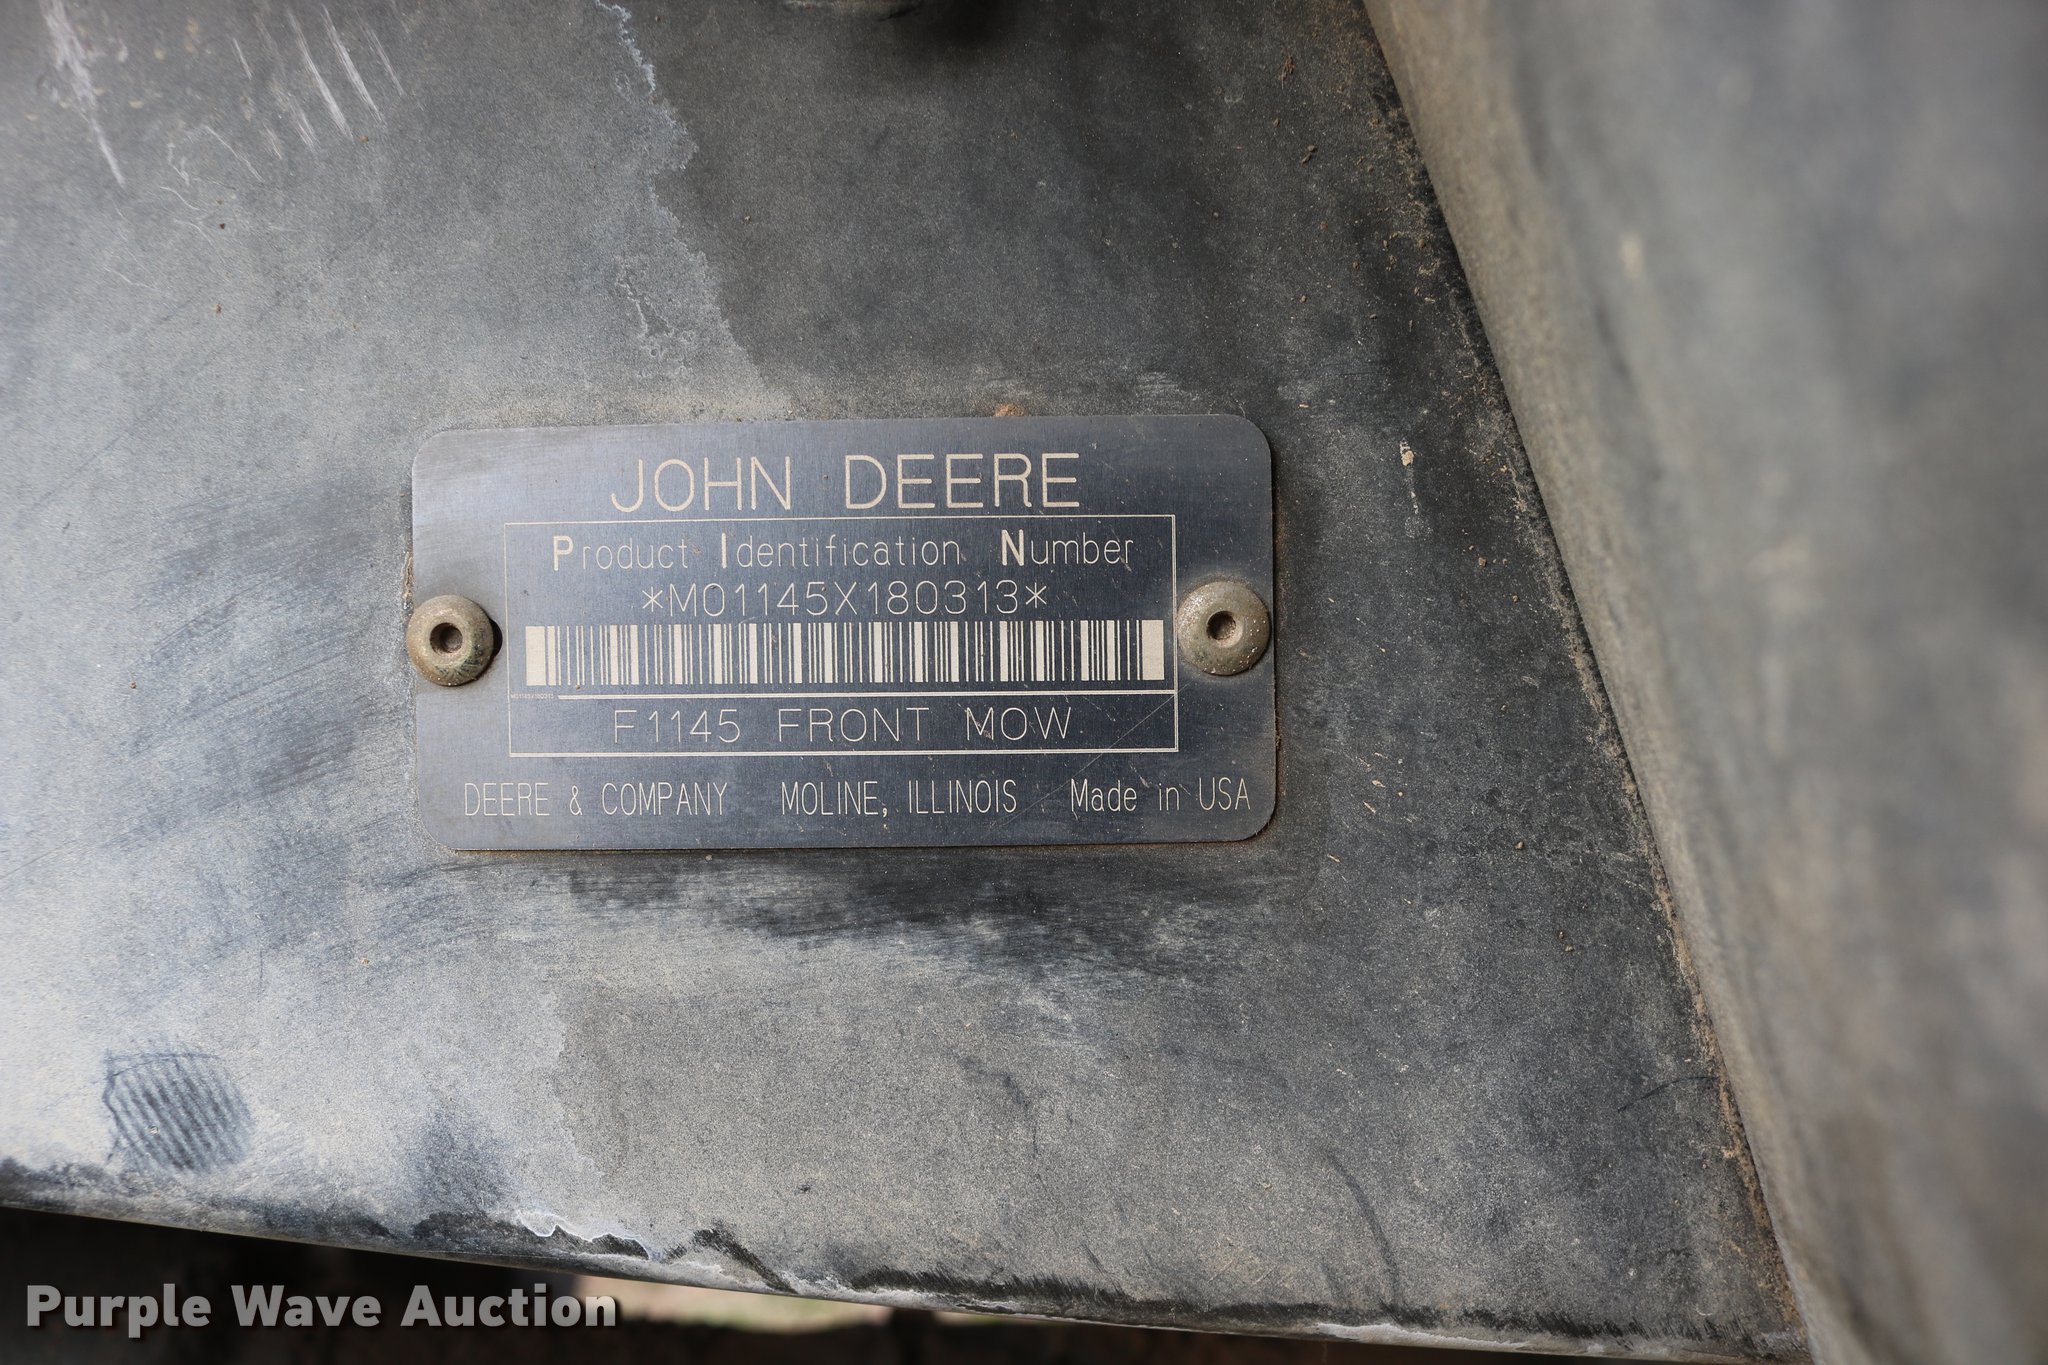 JOHN DEERE
Product Identification Number
*M01145X180313*
M01145X180313
F1145 FRONT MOW
DEERE & COMPANY MOLINE, ILLINOIS Made in USA
Purple Wave Auction